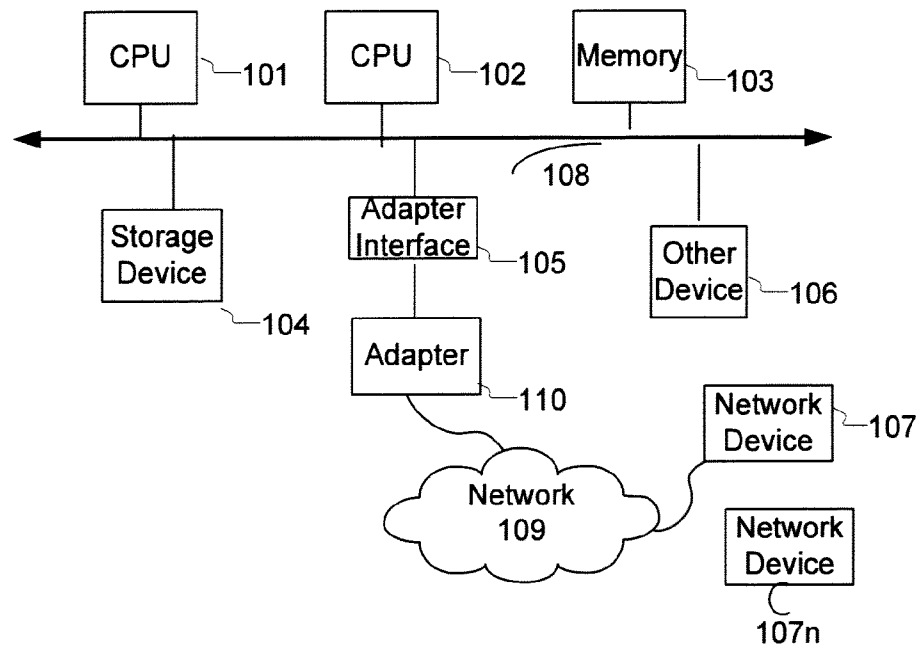 CPU
101
CPU
102
Memory
103
108
Storage
Device
104
Adapter
Interface
105
Other
Device
106
Adapter
110
Network
Device
107
Network
109
Network
Device
107n